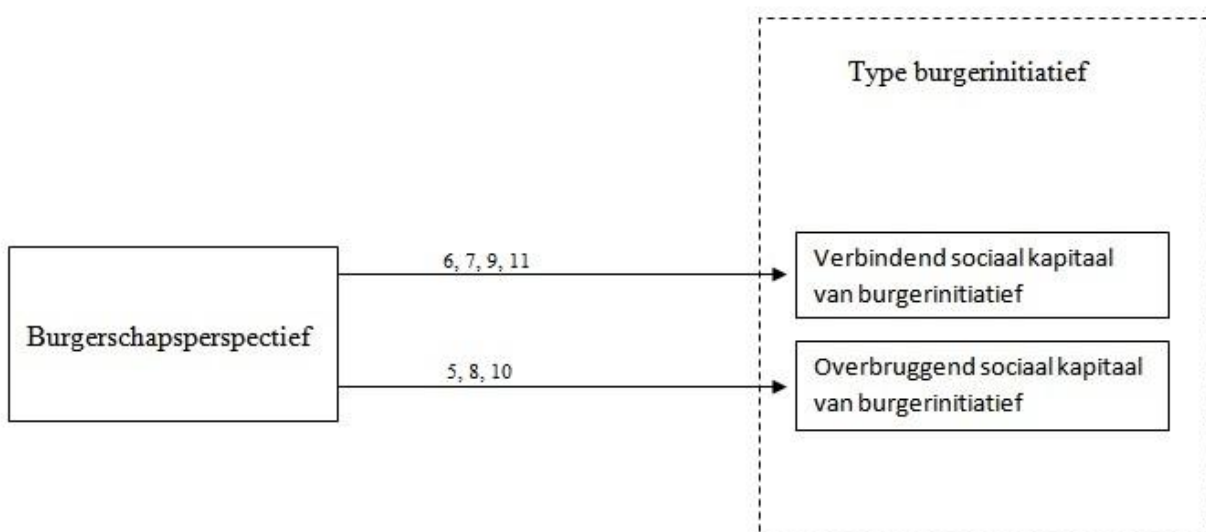 Type burgerinitiatief
6, 7, 9, 11
Verbindend sociaal kapitaal
van burgerinitiatief
Burgerschapsperspectief
5, 8, 10
Overbruggend sociaal kapitaal
van burgerinitiatief